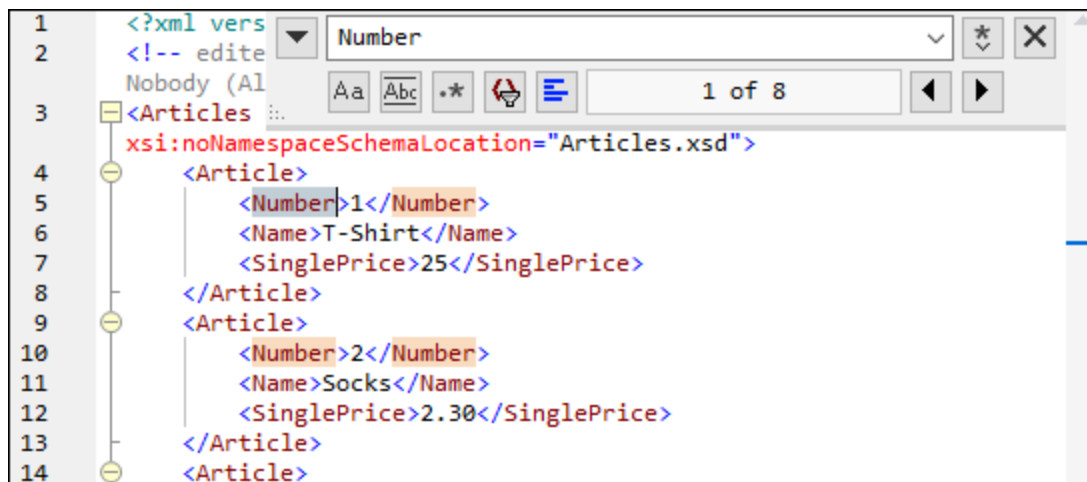 1 <?xml vers
Number
2 <!-- edite
Nobody (Al
Aa Abc .* 1 of 8
3 <Articles
xsi:noNamespaceSchemaLocation="Articles.xsd">
4 <Article>
5 <Number>1</Number>
6 <Name>T-Shirt</Name>
7 <SinglePrice>25</SinglePrice>
8 </Article>
9 <Article>
10 <Number>2</Number>
11 <Name>Socks</Name>
12 <SinglePrice>2.30</SinglePrice>
13 </Article>
14 <Article>